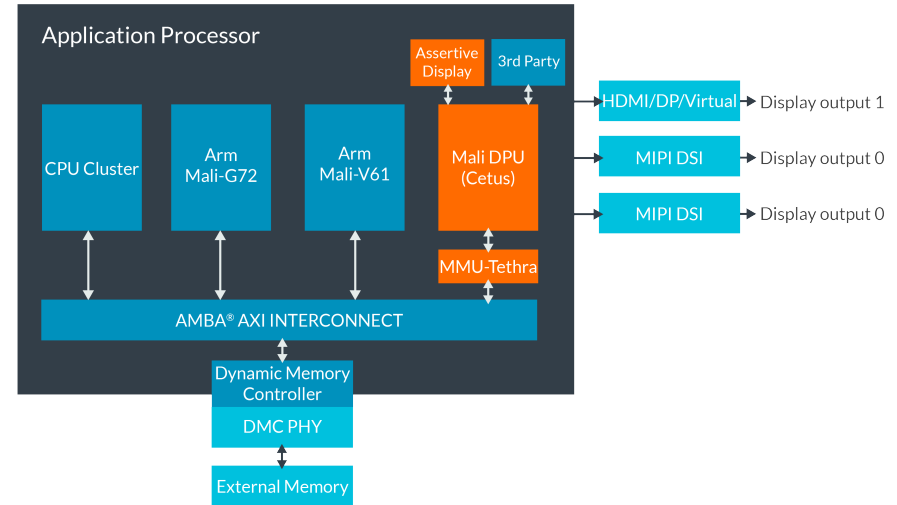 Application Processor
Assertive
Display
3rd Party
HDMI/DP/Virtual
Display output 1
CPU Cluster
Arm
Mali-G72
Arm
Mali-V61
Mali DPU
(Cetus)
MIPI DSI
Display output 0
MIPI DSI
Display output 0
MMU-Tethra
AMBA® AXI INTERCONNECT
Dynamic Memory
Controller
DMC PHY
External Memory